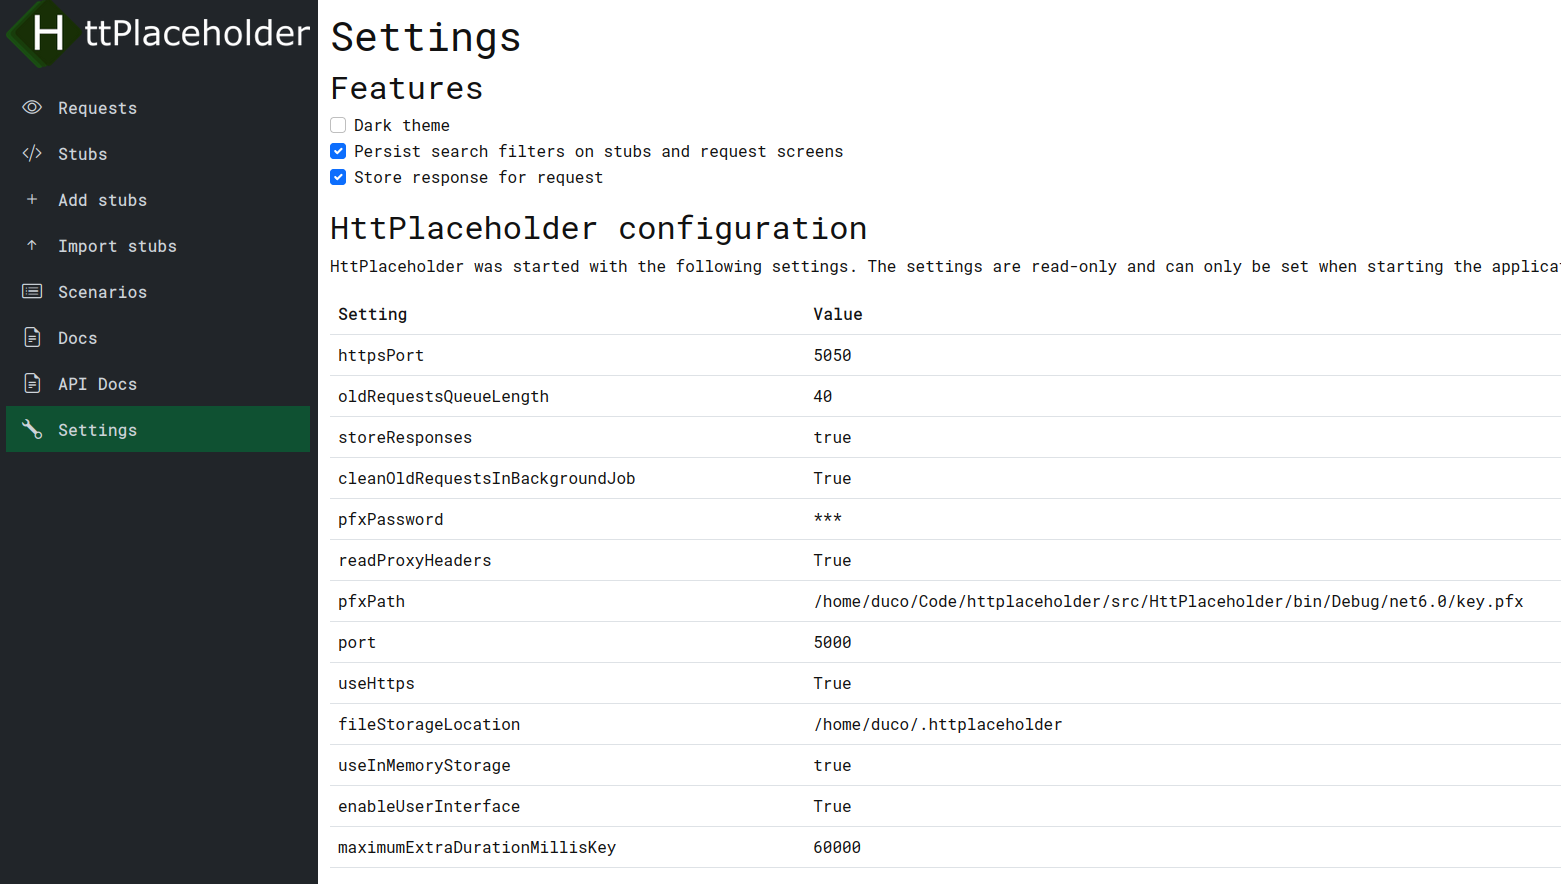 HttPlaceholder
Requests
Stubs
Add stubs
Import stubs
Scenarios
Docs
API Docs
Settings
Settings
Features
Dark theme
Persist search filters on stubs and request screens
Store response for request
HttPlaceholder configuration
HttPlaceholder was started with the following settings. The settings are read-only and can only be set when starting the applica
Setting Value
httpsPort 5050
oldRequestsQueueLength 40
storeResponses true
cleanOldRequestsInBackgroundJob True
pfxPassword ***
readProxyHeaders True
pfxPath /home/duco/Code/httplaceholder/src/HttPlaceholder/bin/Debug/net6.0/key.pfx
port 5000
useHttps True
fileStorageLocation /home/duco/.httplaceholder
useInMemoryStorage true
enableUserInterface True
maximumExtraDurationMillisKey 60000